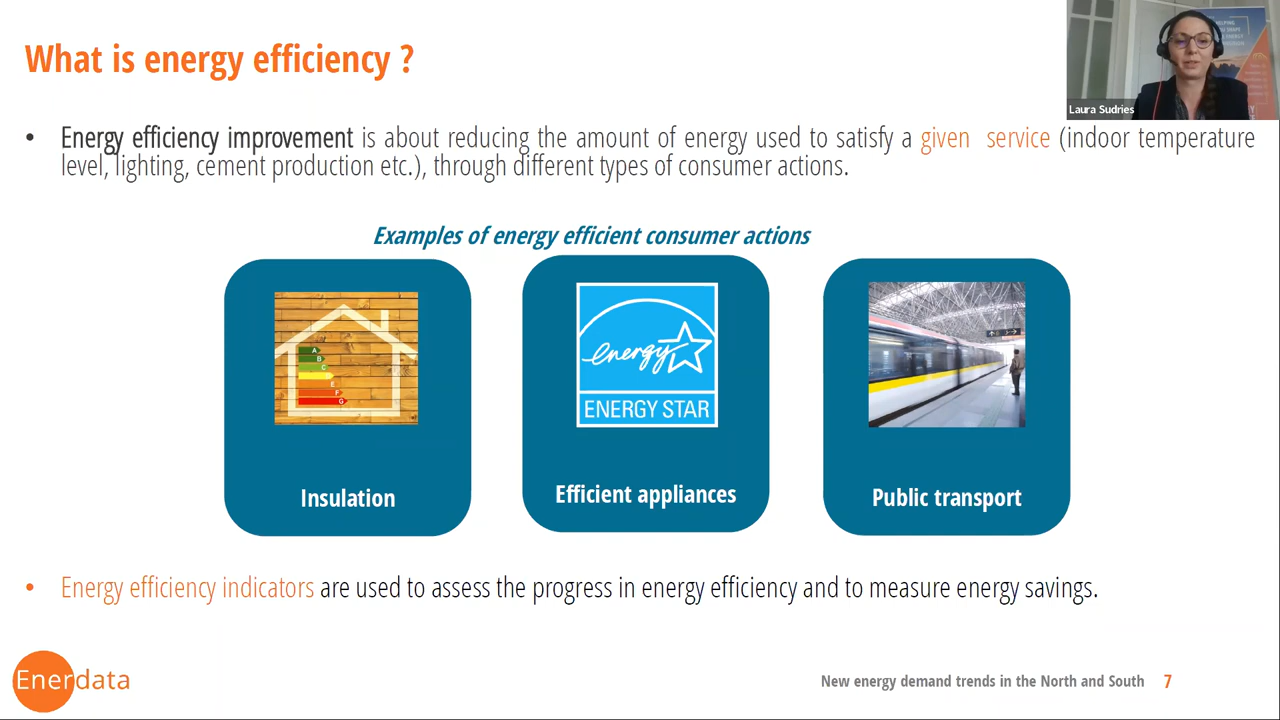 What is energy efficiency ?
Laura Sudries
• Energy efficiency improvement is about reducing the amount of energy used to satisfy a given service (indoor temperature
level, lighting, cement production etc.), through different types of consumer actions.
Examples of energy efficient consumer actions
A
B
C
E
F
G
energy
ENERGY STAR
Insulation
Efficient appliances
Public transport
• Energy efficiency indicators are used to assess the progress in energy efficiency and to measure energy savings.
Enerdata
New energy demand trends in the North and South 7